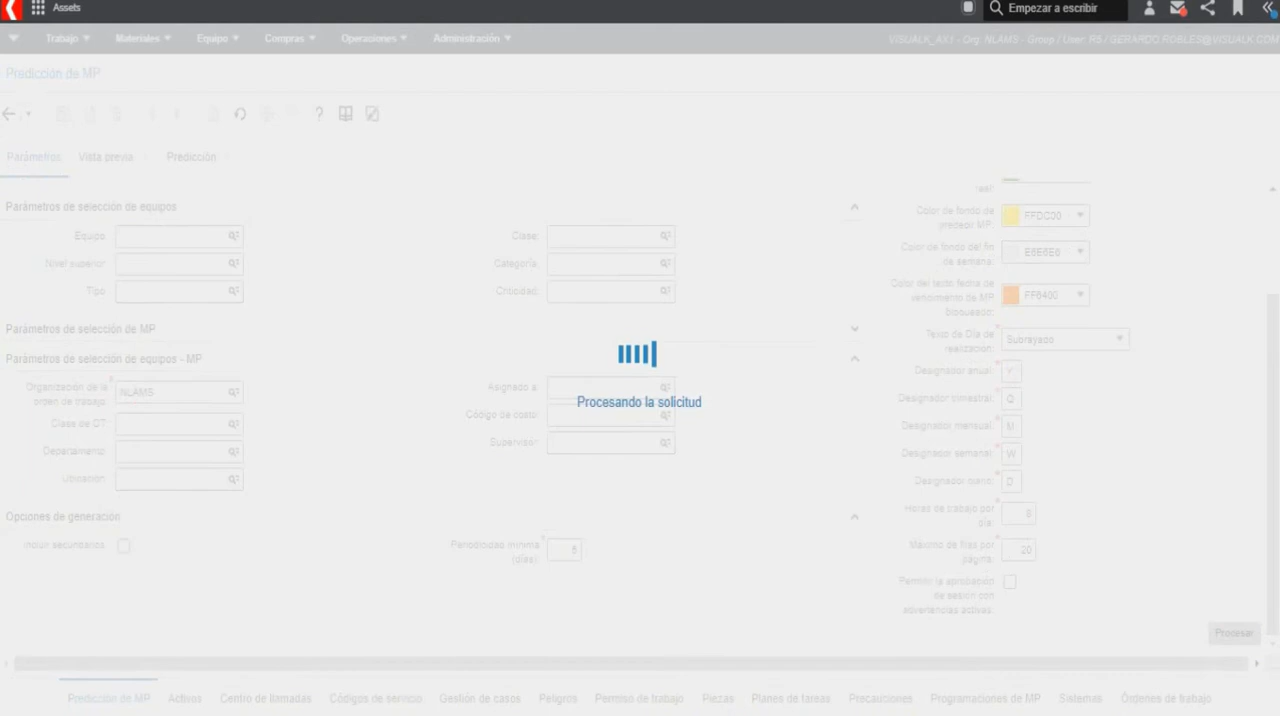 Assets
Empezar a escribir
Trabajo
Materiales
Equipo
Compras
Operaciones
Administración
VISUALK_AX1 - Org: NLAMS - Group / User: R5 / GERARDO.ROBLES@VISUALK.COM
Predicción de MP
Parámetros
Vista previa
Predicción
Parámetros de selección de equipos
Equipo:
Nivel superior:
Tipo:
Clase:
Categoría:
Criticidad:
Parámetros de selección de MP
Parámetros de selección de equipos - MP
Organización de la
orden de trabajo:
NLAMS
Clase de OT:
Departamento:
Ubicación:
Asignado a:
Código de costo:
Supervisor:
Procesando la solicitud
Opciones de generación
Incluir secundarios:
Periodicidad mínima
(días):
5
real:
Color de fondo de
predecir MP:
FFDC00
Color de fondo del fin
de semana:
E6E6E6
Color del texto fecha de
vencimiento de MP
bloqueado:
FF6400
Texto de Día de
realización:
Subrayado
Designador anual:
Y
Designador trimestral:
Q
Designador mensual:
M
Designador semanal:
W
Designador diario:
D
Horas de trabajo por
día:
8
Máximo de filas por
página:
20
Permitir la aprobación
de sesión con
advertencias activas:
Procesar
Predicción de MP
Activos
Centro de llamadas
Códigos de servicio
Gestión de casos
Peligros
Permiso de trabajo
Piezas
Planes de tareas
Precauciones
Programaciones de MP
Sistemas
Órdenes de trabajo